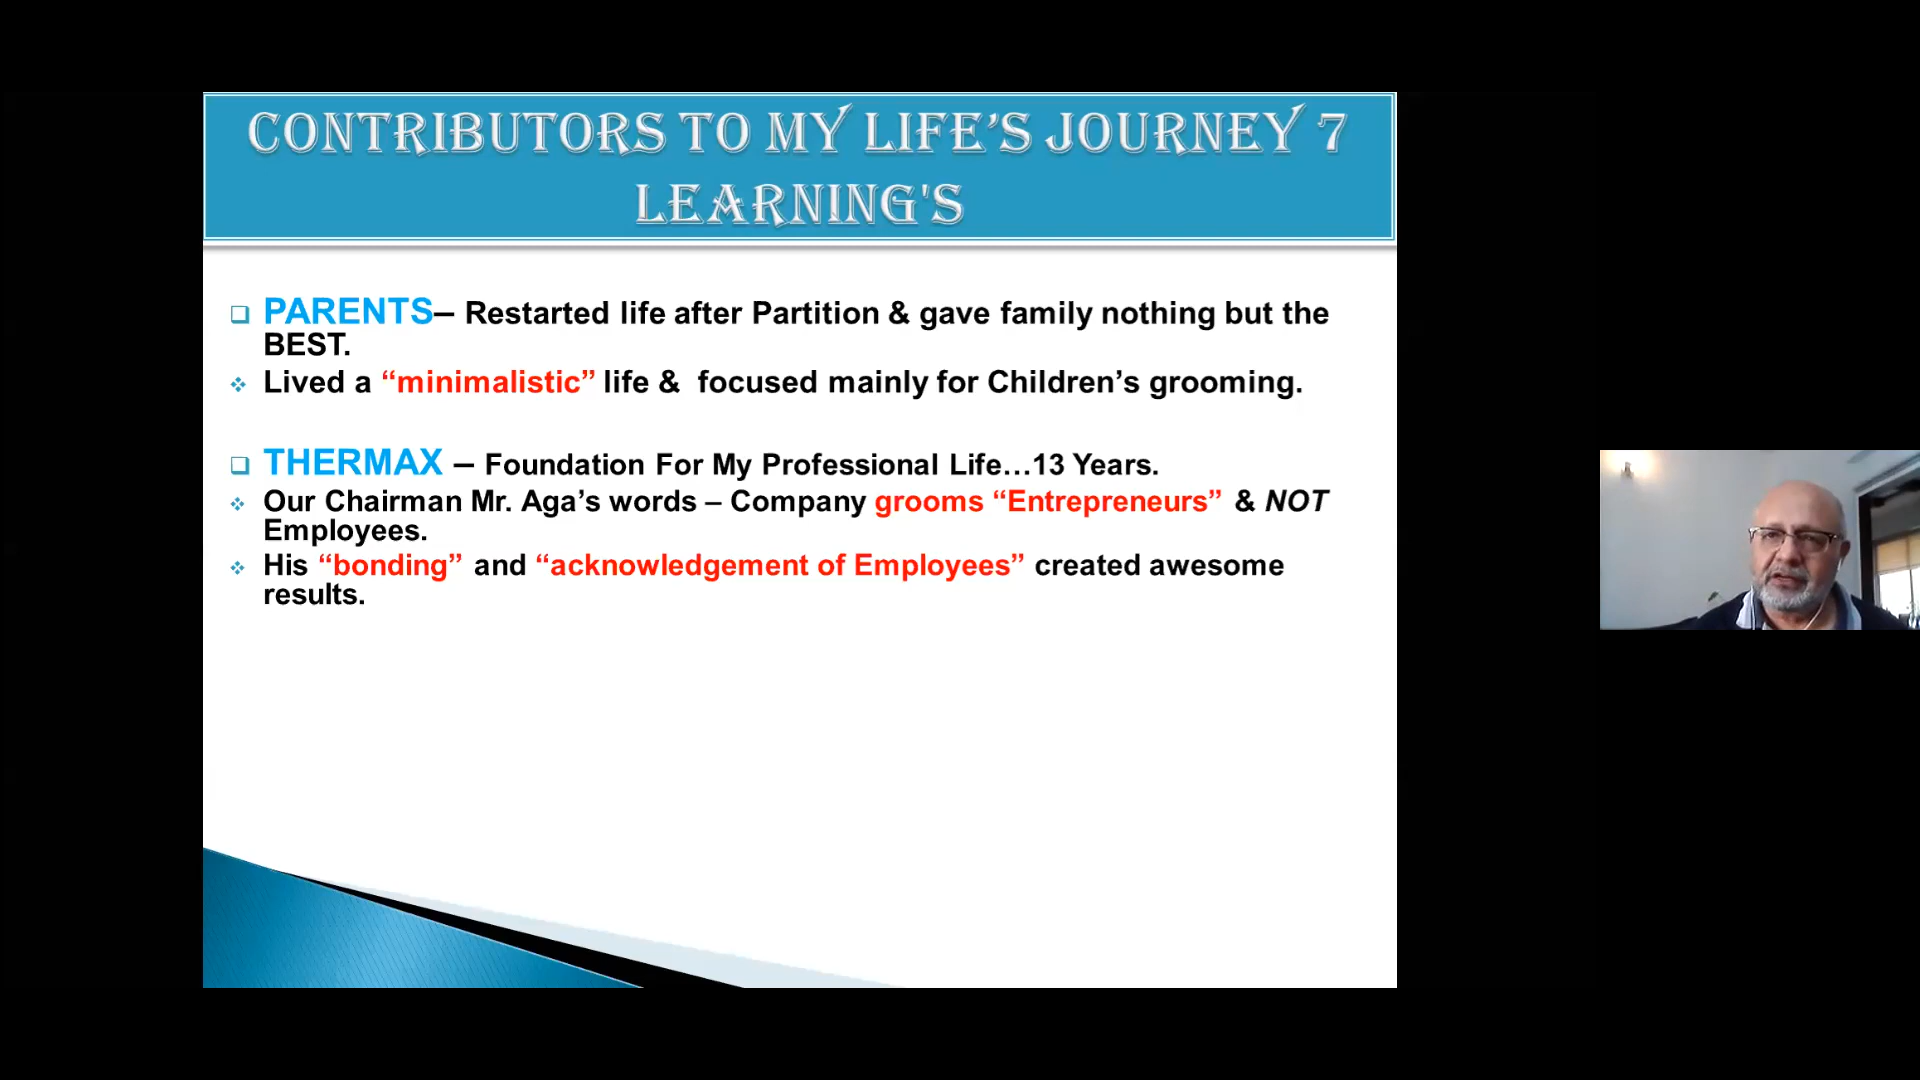 CONTRIBUTORS TO MY LIFE’S JOURNEY 7
LEARNING'S
PARENTS– Restarted life after Partition & gave family nothing but the
BEST.
Lived a “minimalistic” life & focused mainly for Children’s grooming.
THERMAX – Foundation For My Professional Life…13 Years.
Our Chairman Mr. Aga’s words – Company grooms “Entrepreneurs” & NOT
Employees.
His “bonding” and “acknowledgement of Employees” created awesome
results.